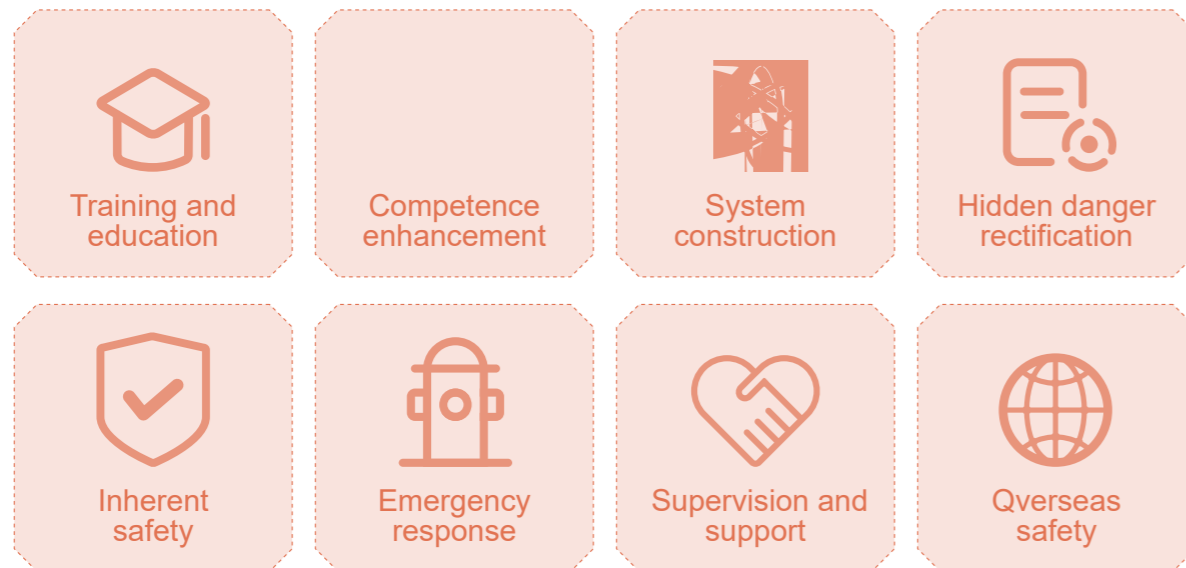 Training and
education
Competence
enhancement
System
construction
Hidden danger
rectification
Inherent
safety
Emergency
response
Supervision and
support
Qverseas
safety